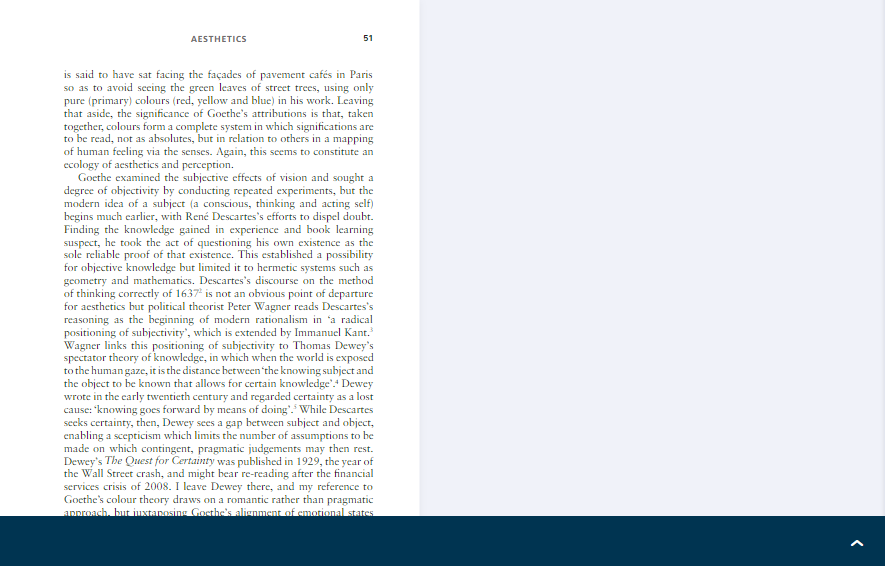 AESTHETICS 51
is said to have sat facing the façades of pavement cafés in Paris
so as to avoid seeing the green leaves of street trees, using only
pure (primary) colours (red, yellow and blue) in his work. Leaving
that aside, the significance of Goethe's attributions is that, taken
together, colours form a complete system in which significations are
to be read, not as absolutes, but in relation to others in a mapping
of human feeling via the senses. Again, this seems to constitute an
ecology of aesthetics and perception.
Goethe examined the subjective effects of vision and sought a
degree of objectivity by conducting repeated experiments, but the
modern idea of a subject (a conscious, thinking and acting self)
begins much earlier, with René Descartes's efforts to dispel doubt.
Finding the knowledge gained in experience and book learning
suspect, he took the act of questioning his own existence as the
sole reliable proof of that existence. This established a possibility
for objective knowledge but limited it to hermetic systems such as
geometry and mathematics. Descartes's discourse on the method
of thinking correctly of 1637² is not an obvious point of departure
for aesthetics but political theorist Peter Wagner reads Descartes's
reasoning as the beginning of modern rationalism in 'a radical
positioning of subjectivity', which is extended by Immanuel Kant.³
Wagner links this positioning of subjectivity to Thomas Dewey's
spectator theory of knowledge, in which when the world is exposed
to the human gaze, it is the distance between 'the knowing subject and
the object to be known that allows for certain knowledge'.⁴ Dewey
wrote in the early twentieth century and regarded certainty as a lost
cause: 'knowing goes forward by means of doing'.⁵ While Descartes
seeks certainty, then, Dewey sees a gap between subject and object,
enabling a scepticism which limits the number of assumptions to be
made on which contingent, pragmatic judgements may then rest.
Dewey's The Quest for Certainty was published in 1929, the year of
the Wall Street crash, and might bear re-reading after the financial
services crisis of 2008. I leave Dewey there, and my reference to
Goethe's colour theory draws on a romantic rather than pragmatic
approach, but juxtaposing Goethe's alignment of emotional states